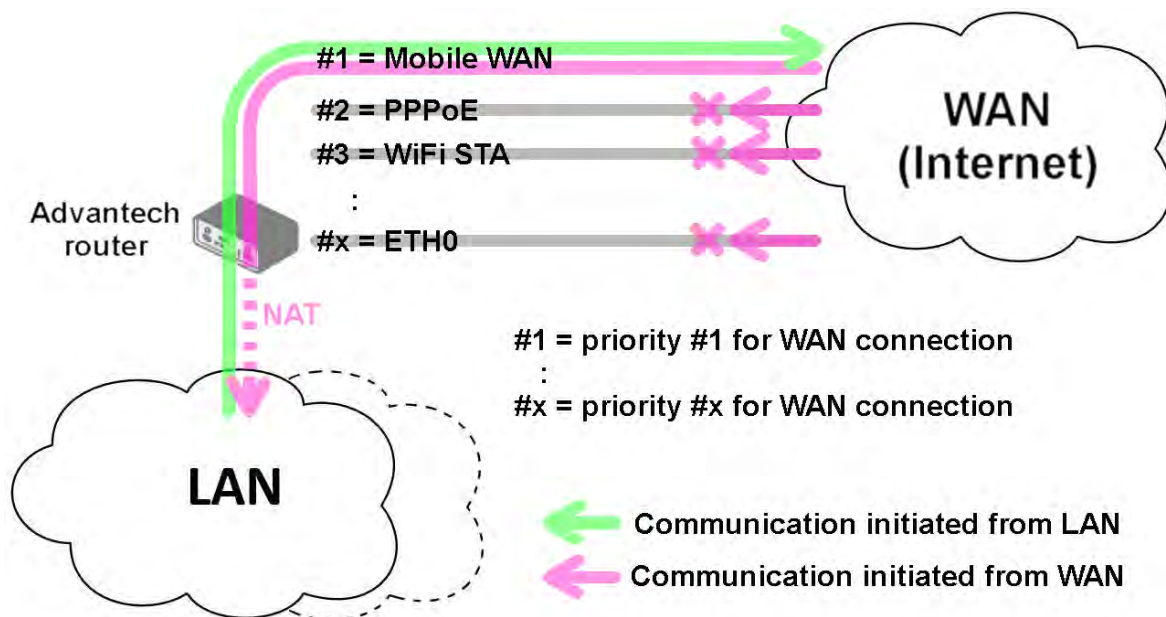 #1 = Mobile WAN
#2 = PPPoE
#3 = WiFi STA
:
#x = ETH0
WAN
(Internet)
Advantech
router
NAT
#1 = priority #1 for WAN connection
:
#x = priority #x for WAN connection
LAN
Communication initiated from LAN
Communication initiated from WAN